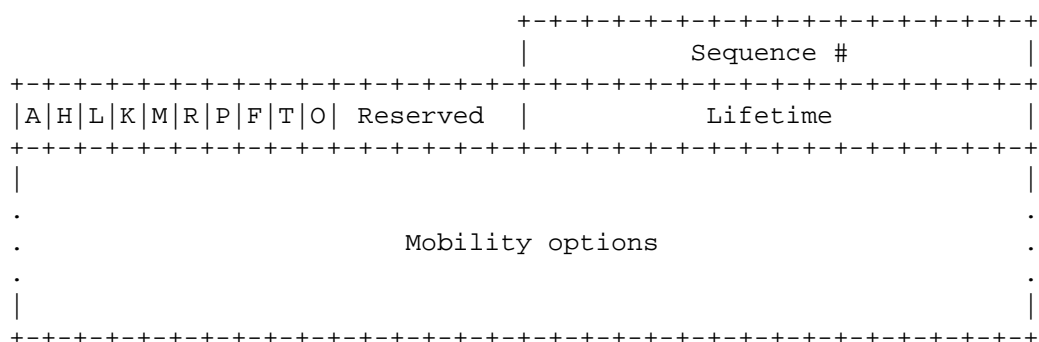 +-+-+-+-+-+-+-+-+-+-+-+-+-+-+-+-+
                                |          Sequence #           |
+-+-+-+-+-+-+-+-+-+-+-+-+-+-+-+-+-+-+-+-+-+-+-+-+-+-+-+-+-+-+-+-+
|A|H|L|K|M|R|P|F|T|O| Reserved  |           Lifetime            |
+-+-+-+-+-+-+-+-+-+-+-+-+-+-+-+-+-+-+-+-+-+-+-+-+-+-+-+-+-+-+-+-+
|                                                               |
.                                                               .
.                        Mobility options                       .
.                                                               .
|                                                               |
+-+-+-+-+-+-+-+-+-+-+-+-+-+-+-+-+-+-+-+-+-+-+-+-+-+-+-+-+-+-+-+-+